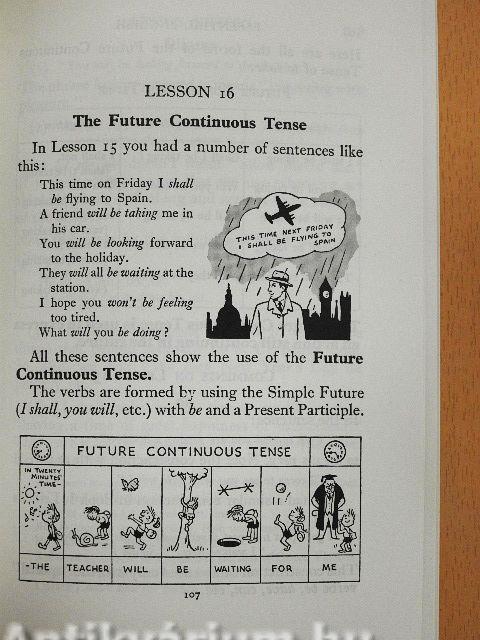 LESSON 16
The Future Continuous Tense
In Lesson 15 you had a number of sentences like
this:
This time on Friday I shall
be flying to Spain.
A friend will be taking me in
his car.
You will be looking forward
to the holiday.
They will all be waiting at the
station.
I hope you won't be feeling
too tired.
What will you be doing?
THIS TIME NEXT FRIDAY
I SHALL BE FLYING TO
SPAIN
All these sentences show the use of the Future
Continuous Tense.
The verbs are formed by using the Simple Future
(I shall, you will, etc.) with be and a Present Participle.
FUTURE CONTINUOUS TENSE
IN TWENTY
MINUTES'
TIME-
-THE TEACHER WILL BE WAITING FOR ME
107
Antikvárium.hu